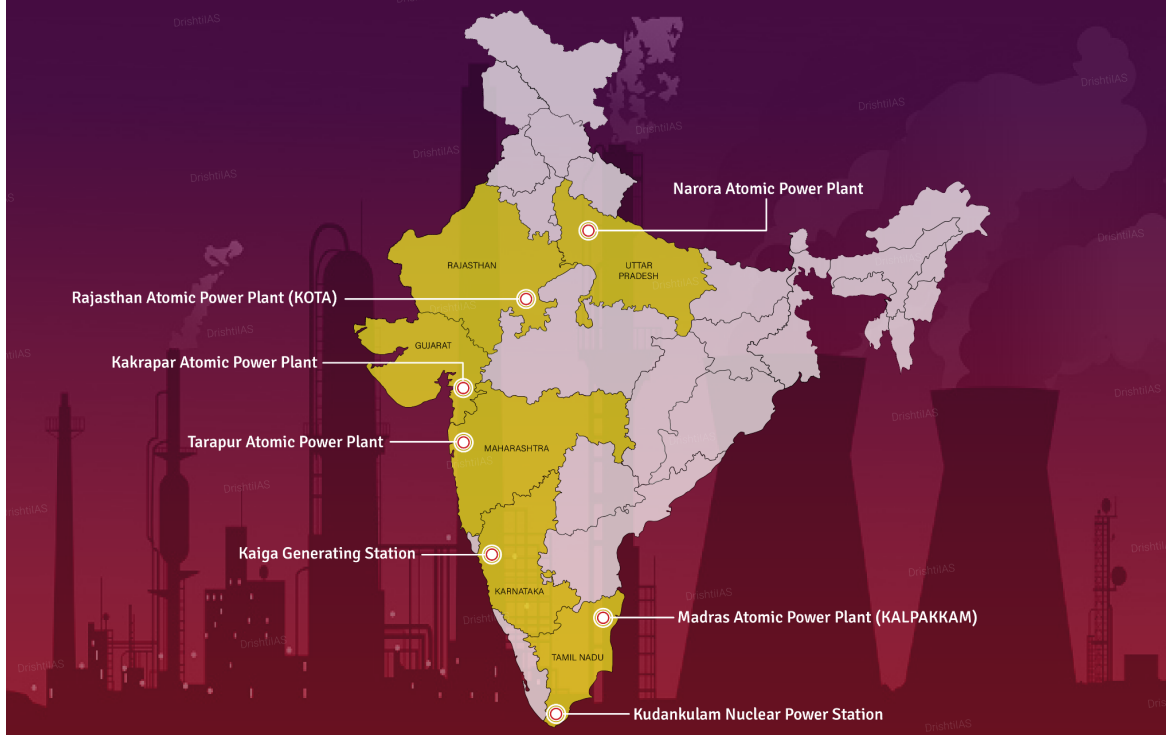 DrishtiIAS
Narora Atomic Power Plant
RAJASTHAN
UTTAR
PRADESH
Rajasthan Atomic Power Plant (KOTA)
GUJARAT
Kakrapar Atomic Power Plant
Tarapur Atomic Power Plant
MAHARASHTRA
Kaiga Generating Station
KARNATAKA
Madras Atomic Power Plant (KALPAKKAM)
TAMIL NADU
Kudankulam Nuclear Power Station